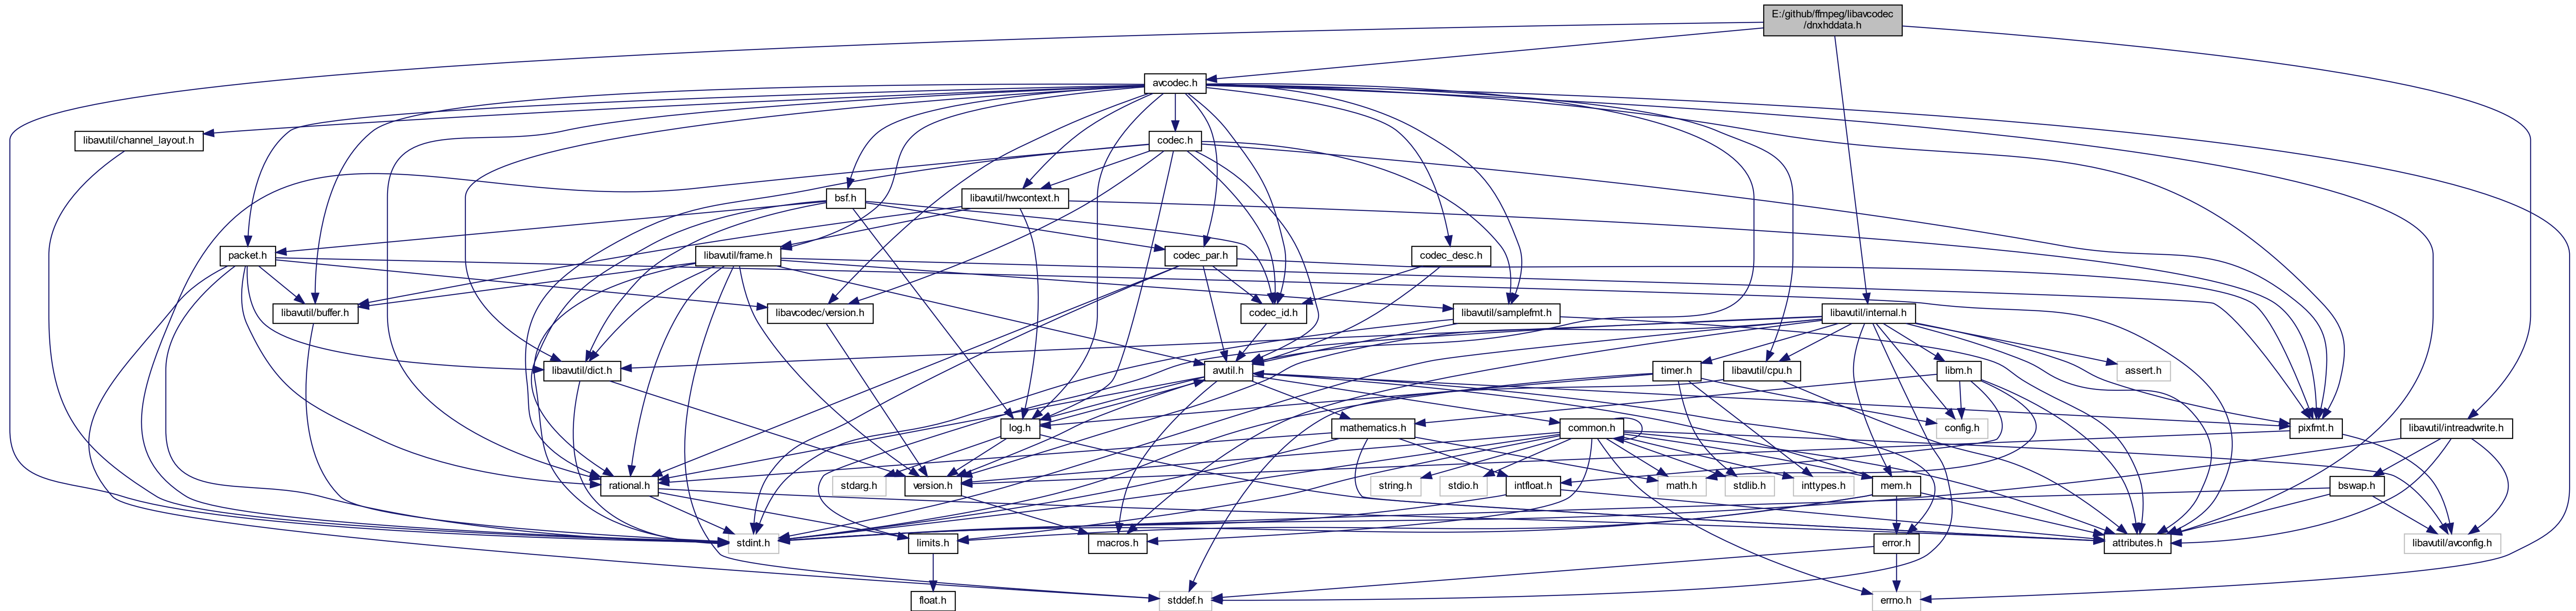 E:/github/ffmpeg/libavcodec
/dnxhddata.h
avcodec.h
libavutil/channel_layout.h
codec.h
bsf.h
libavutil/hwcontext.h
packet.h
libavutil/frame.h
codec_par.h
codec_desc.h
libavutil/buffer.h
libavcodec/version.h
codec_id.h
libavutil/samplefmt.h
libavutil/internal.h
libavutil/dict.h
avutil.h
timer.h
libavutil/cpu.h
libm.h
assert.h
log.h
mathematics.h
common.h
config.h
pixfmt.h
libavutil/intreadwrite.h
rational.h
stdarg.h
version.h
string.h
stdio.h
intfloat.h
math.h
stdlib.h
inttypes.h
mem.h
bswap.h
stdint.h
limits.h
macros.h
error.h
attributes.h
libavutil/avconfig.h
float.h
stddef.h
errno.h